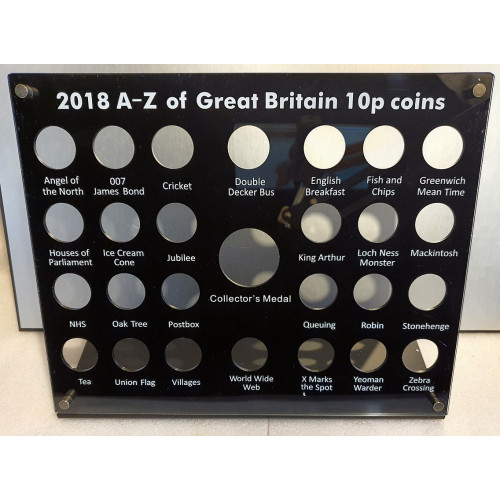 2018 A-Z of Great Britain 10p coins
Angel of
the North
007
James Bond
Cricket
Double
Decker Bus
English
Breakfast
Fish and
Chips
Greenwich
Mean Time
Houses of
Parliament
Ice Cream
Cone
Jubilee
King Arthur
Loch Ness
Monster
Mackintosh
Collector's Medal
NHS
Oak Tree
Postbox
Queuing
Robin
Stonehenge
Tea
Union Flag
Villages
World Wide
Web
X Marks
the Spot
Yeoman
Warder
Zebra
Crossing